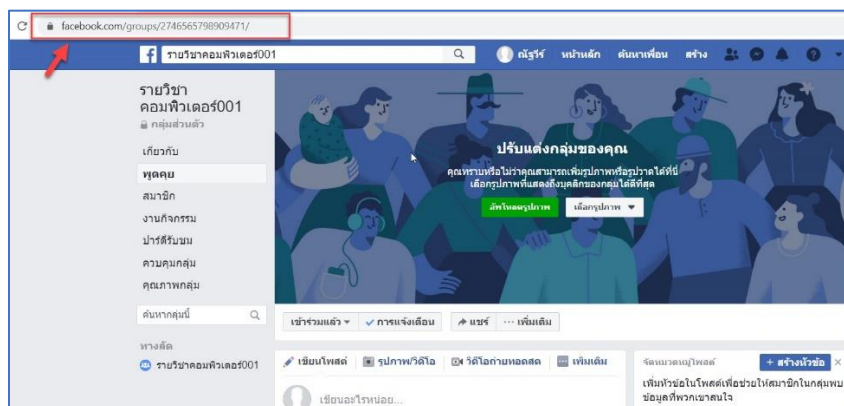 facebook.com/groups/2746565798909471/
รายวิชาคอมพิวเตอร์001
ณัฐวีร์ หน้าหลัก ค้นหาเพื่อน สร้าง
รายวิชา
คอมพิวเตอร์001
กลุ่มส่วนตัว
เกี่ยวกับ
พูดคุย
สมาชิก
งานกิจกรรม
ปาร์ตี้รับชม
ควบคุมกลุ่ม
คุณภาพกลุ่ม
ค้นหากลุ่มนี้
ทางลัด
รายวิชาคอมพิวเตอร์001
ปรับแต่งกลุ่มของคุณ
คุณทราบหรือไม่ว่าคุณสามารถเพิ่มรูปภาพหรือรูปวาดได้ที่นี่
เลือกรูปภาพที่แสดงถึงบุคลิกของกลุ่มได้ดีที่สุด
อัพโหลดรูปภาพ เลือกรูปภาพ
เข้าร่วมแล้ว การแจ้งเตือน แชร์ ··· เพิ่มเติม
เขียนโพสต์ รูปภาพ/วิดีโอ วิดีโอถ่ายทอดสด เพิ่มเติม
เขียนอะไรหน่อย...
จัดหมวดหมู่โพสต์ + สร้างหัวข้อ
เพิ่มหัวข้อในโพสต์เพื่อช่วยให้สมาชิกในกลุ่มพบ
ข้อมูลที่พวกเขาสนใจ